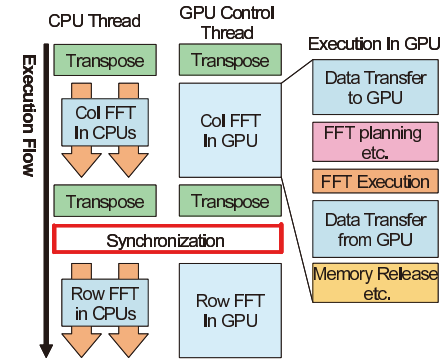 CPU Thread
GPU Control
Thread
Execution In GPU
Execution Flow
Transpose
Transpose
Col FFT
In CPUs
Col FFT
In GPU
Data Transfer
to GPU
FFT planning
etc.
FFT Execution
Data Transfer
from GPU
Memory Release
etc.
Transpose
Transpose
Synchronization
Row FFT
in CPUs
Row FFT
In GPU